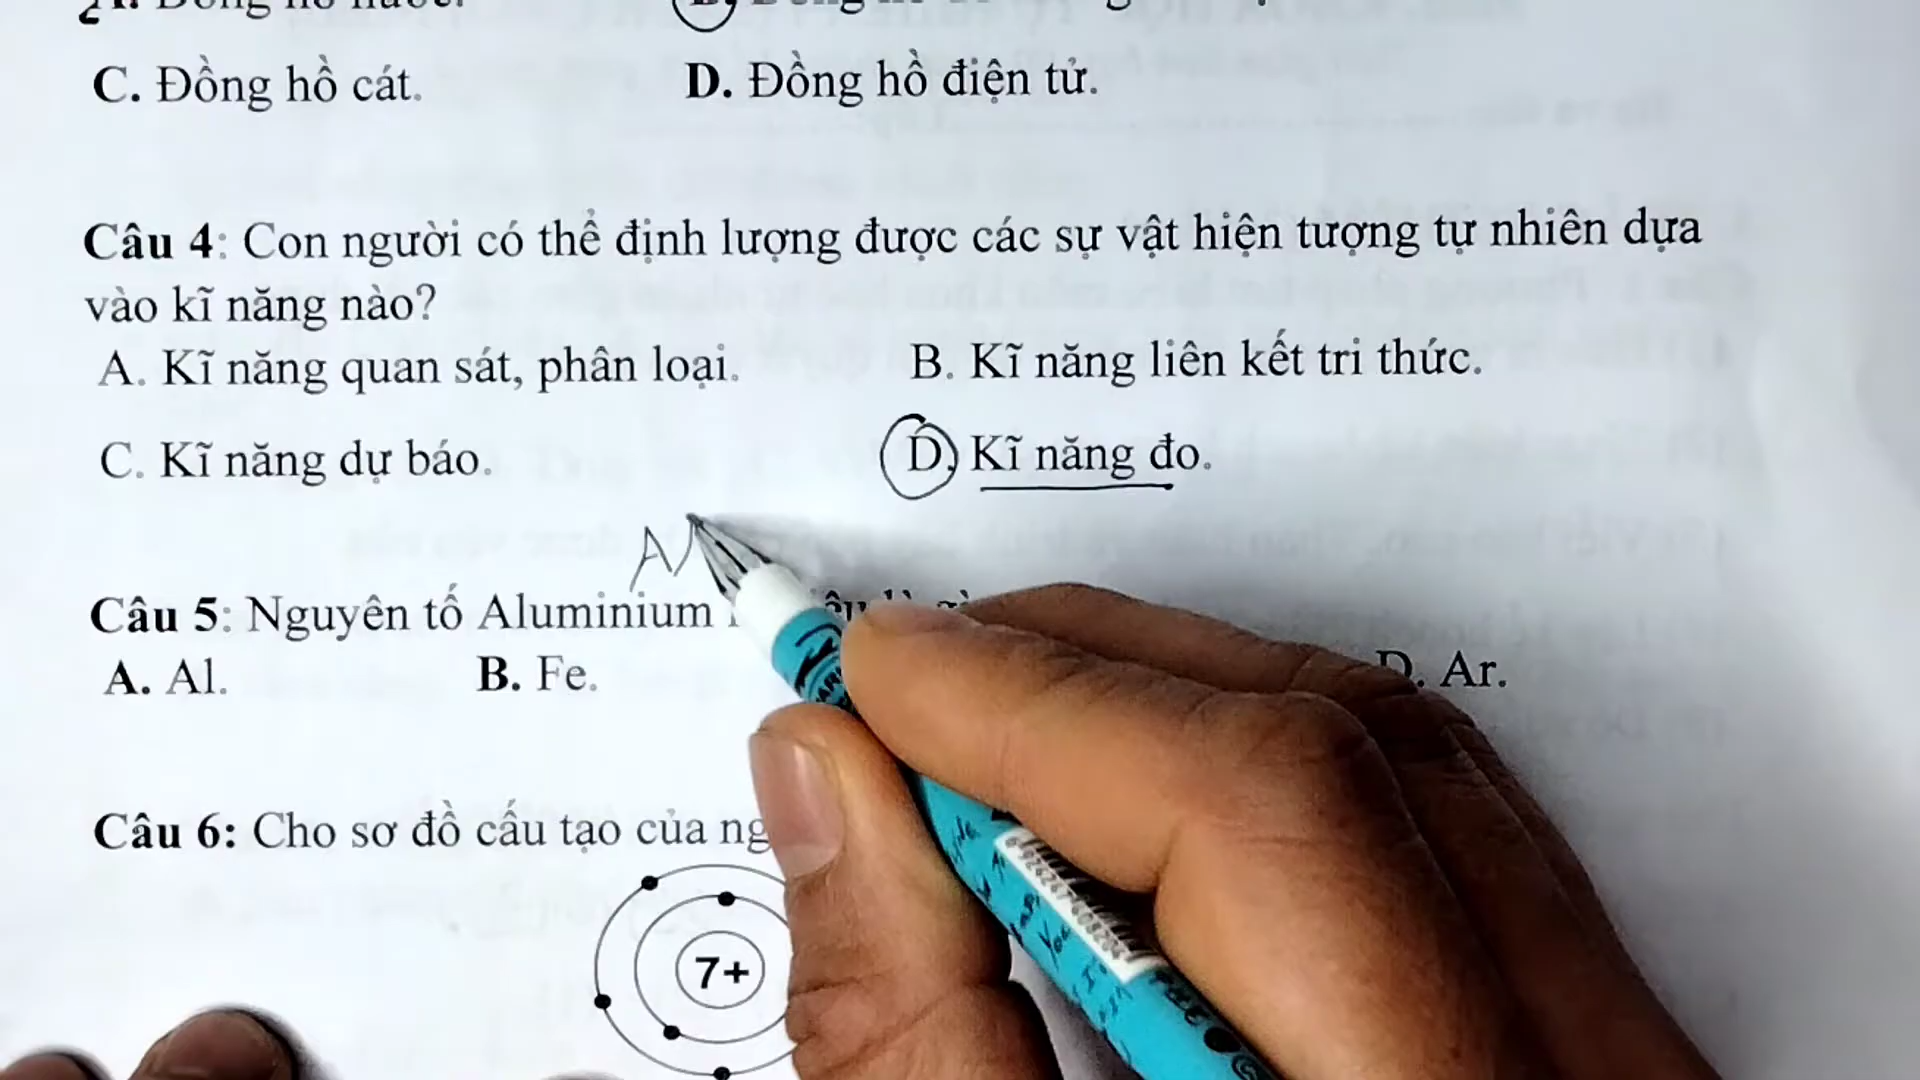 C. Đồng hồ cát. D. Đồng hồ điện tử.
Câu 4: Con người có thể định lượng được các sự vật hiện tượng tự nhiên dựa
vào kĩ năng nào?
A. Kĩ năng quan sát, phân loại. B. Kĩ năng liên kết tri thức.
C. Kĩ năng dự báo. D. Kĩ năng đo.
Al
Câu 5: Nguyên tố Aluminium
A. Al. B. Fe. D. Ar.
Câu 6: Cho sơ đồ cấu tạo của
7+